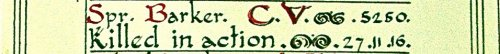 Spr. Barker. C.V. 5250.
Killed in action. 27.11.16.